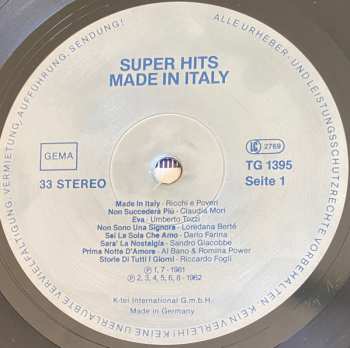 ALLE URHEBER- UND LEISTUNGSSCHUTZRECHTE VORBEHALTEN. KEIN VERLEIH! KEINE UNERLAUBTE VERVIELFÄLTIGUNG, VERMIETUNG, AUFFÜHRUNG, SENDUNG!
SUPER HITS
MADE IN ITALY
GEMA
LC 2769
33 STEREO
TG 1395
Seite 1
Made In Italy - Ricchi e Poveri
Non Succederà Più - Claudia Mori
Eva - Umberto Tozzi
Non Sono Una Signora - Loredana Berté
Sei La Sola Che Amo - Dario Farina
Sara' La Nostalgia - Sandro Giacobbe
Prima Notte D'Amore - Al Bano & Romina Power
Storie Di Tutti I Giorni - Riccardo Fogli
Ⓟ 1, 7 - 1981
Ⓟ 2, 3, 4, 5, 6, 8 - 1982
K-tel International G.m.b.H.
Made in Germany